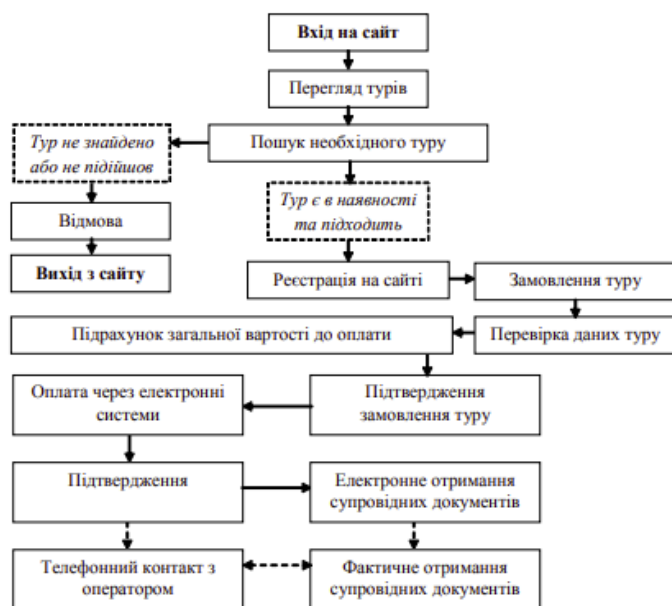 Вхід на сайт
Перегляд турів
Пошук необхідного туру
Тур не знайдено
або не підійшов
Тур є в наявності
та підходить
Відмова
Вихід з сайту
Реєстрація на сайті
Замовлення туру
Перевірка даних туру
Підрахунок загальної вартості до оплати
Підтвердження
замовлення туру
Оплата через електронні
системи
Підтвердження
Електронне отримання
супровідних документів
Телефонний контакт з
оператором
Фактичне отримання
супровідних документів